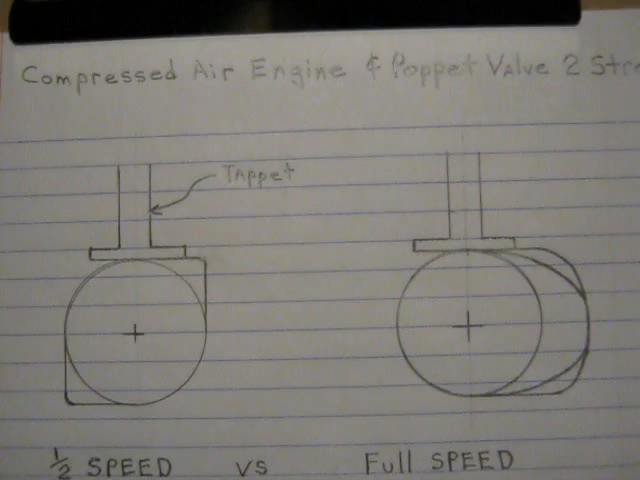 Compressed Air Engine & Poppet Valve 2
Tappet
1/2 SPEED vs Full SPEED